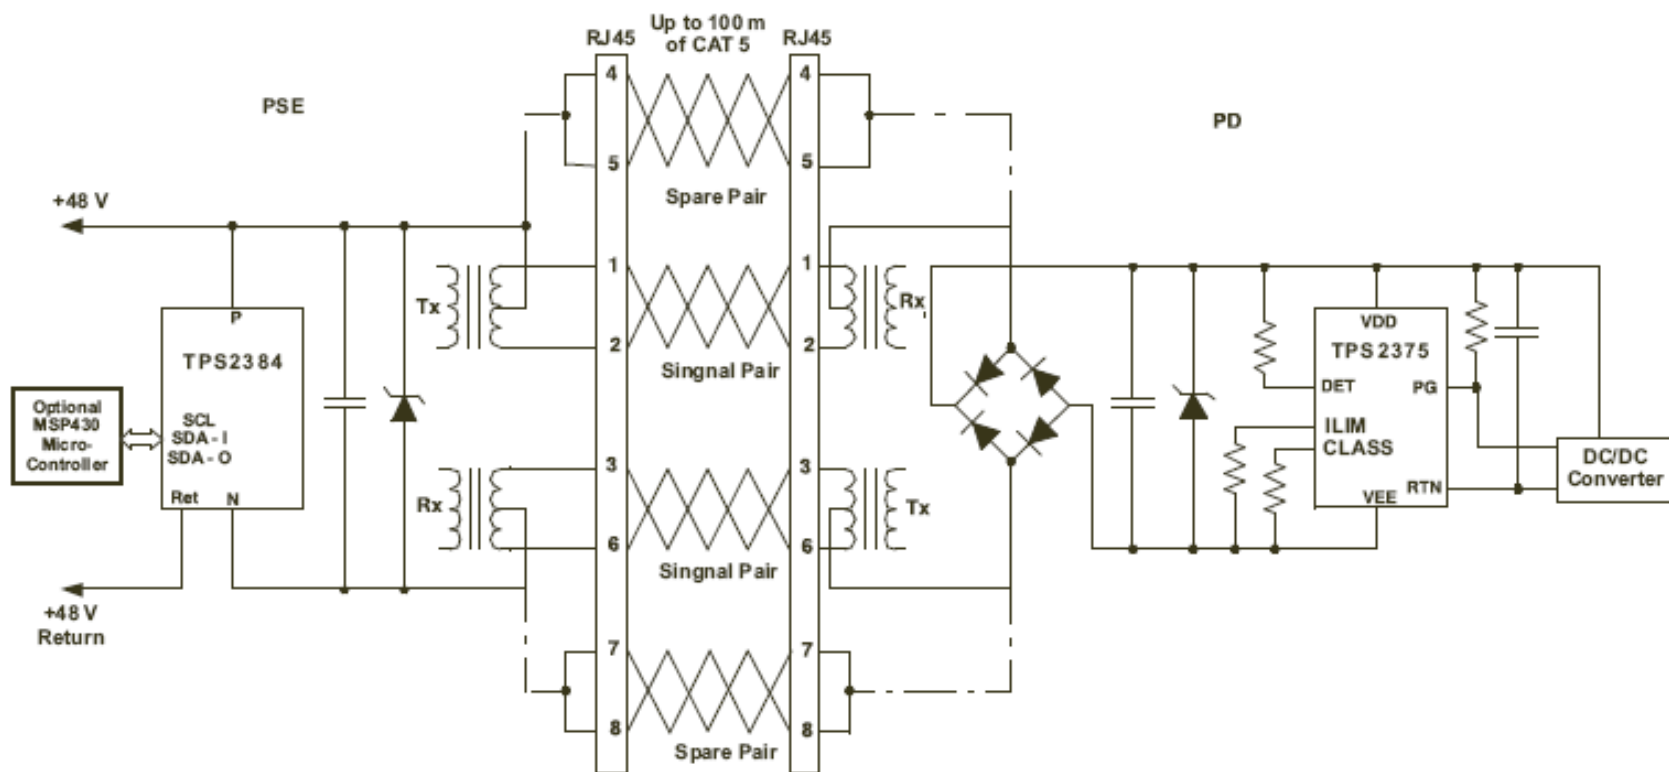 Up to 100 m
of CAT 5
RJ45
RJ45
PSE
PD
4
4
5
5
Spare Pair
+48 V
1
1
Tx
Rx
2
2
Singnal Pair
P
TPS2384
SCL
SDA - I
SDA - O
Ret
N
Optional
MSP430
Micro-
Controller
VDD
TPS2375
DET
PG
ILIM
CLASS
RTN
VEE
DC/DC
Converter
3
3
Rx
Tx
6
6
Singnal Pair
+48 V
Return
7
7
8
8
Spare Pair